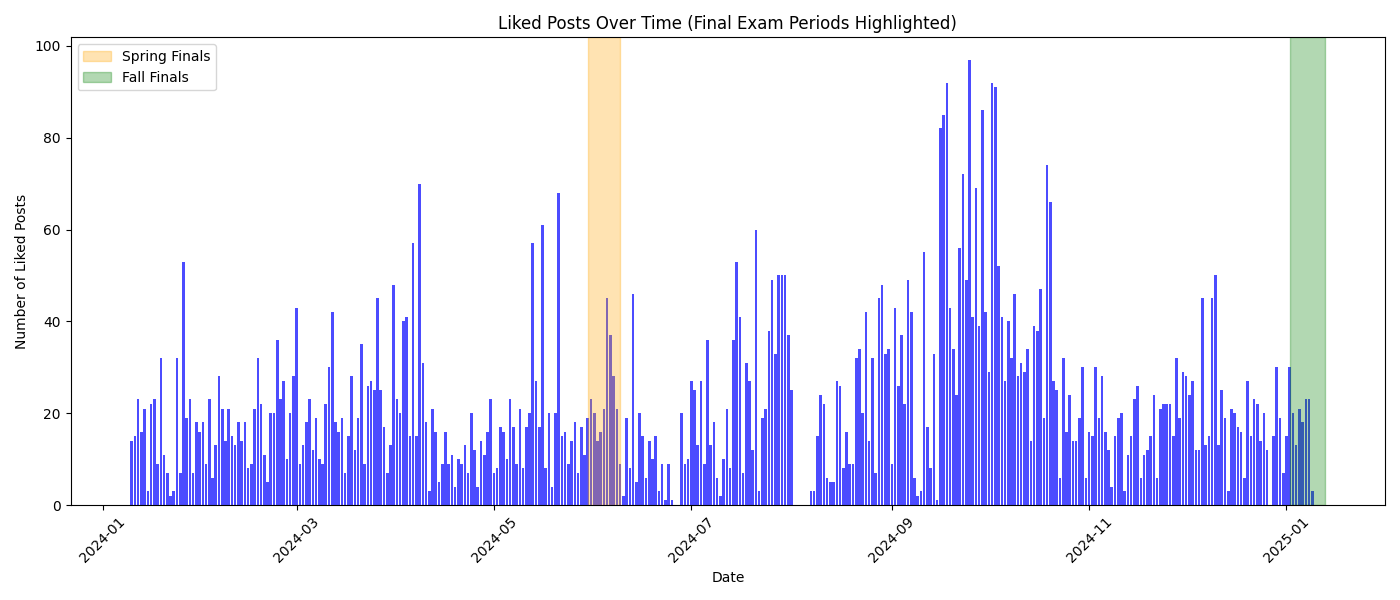 Liked Posts Over Time (Final Exam Periods Highlighted)
Spring Finals
Fall Finals
Number of Liked Posts
100
80
60
40
20
0
2024-01
2024-03
2024-05
2024-07
2024-09
2024-11
2025-01
Date